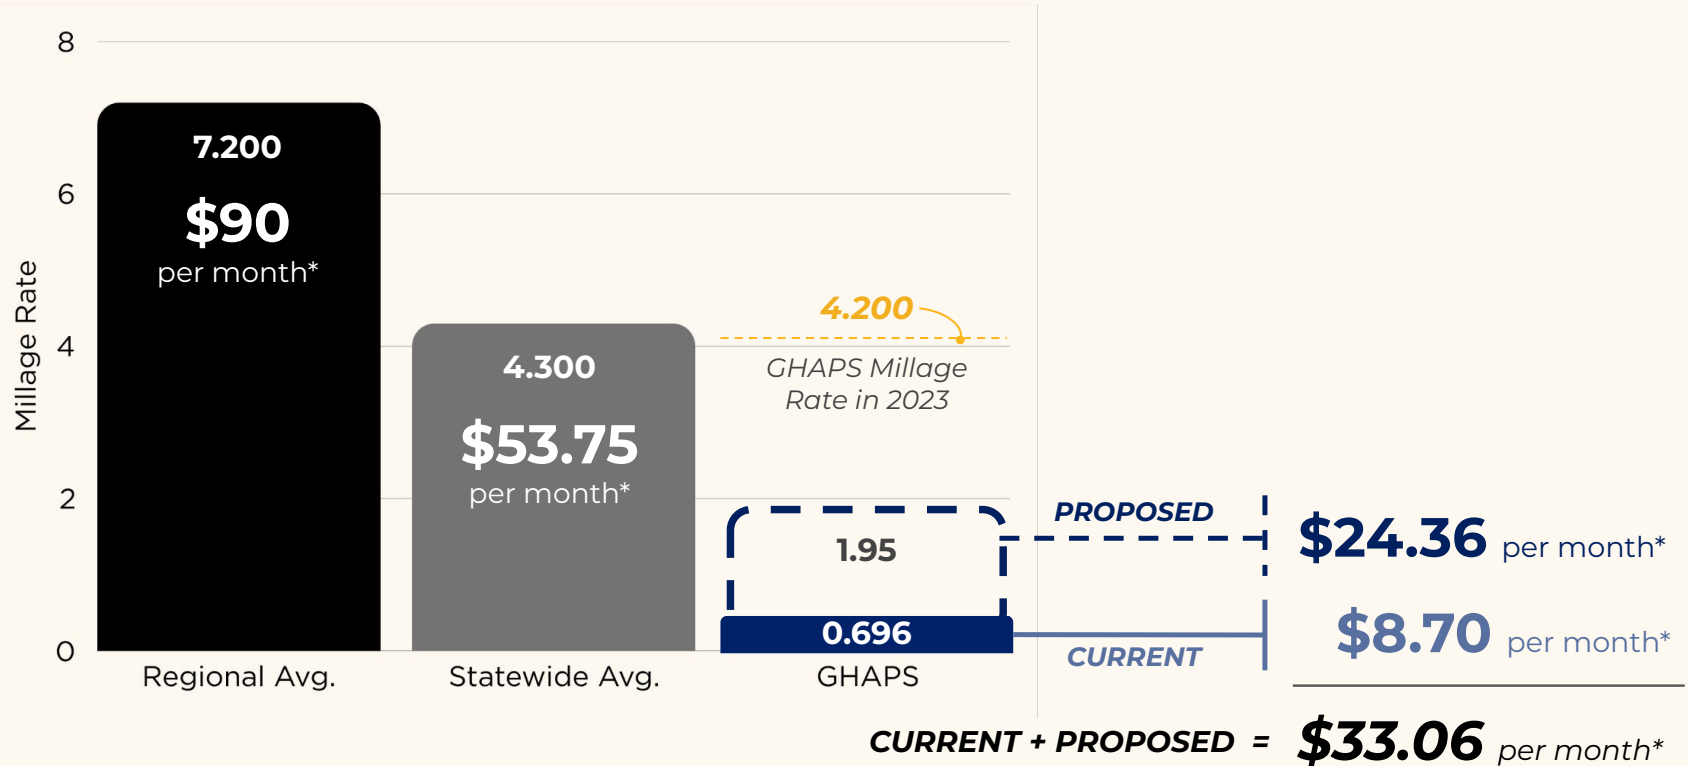 8
6
4
2
0
Millage Rate
7.200
$90
per month*
4.300
$53.75
per month*
4.200
GHAPS Millage
Rate in 2023
1.95
0.696
Regional Avg.
Statewide Avg.
GHAPS
PROPOSED
$24.36 per month*
CURRENT
$8.70 per month*
CURRENT + PROPOSED = $33.06 per month*